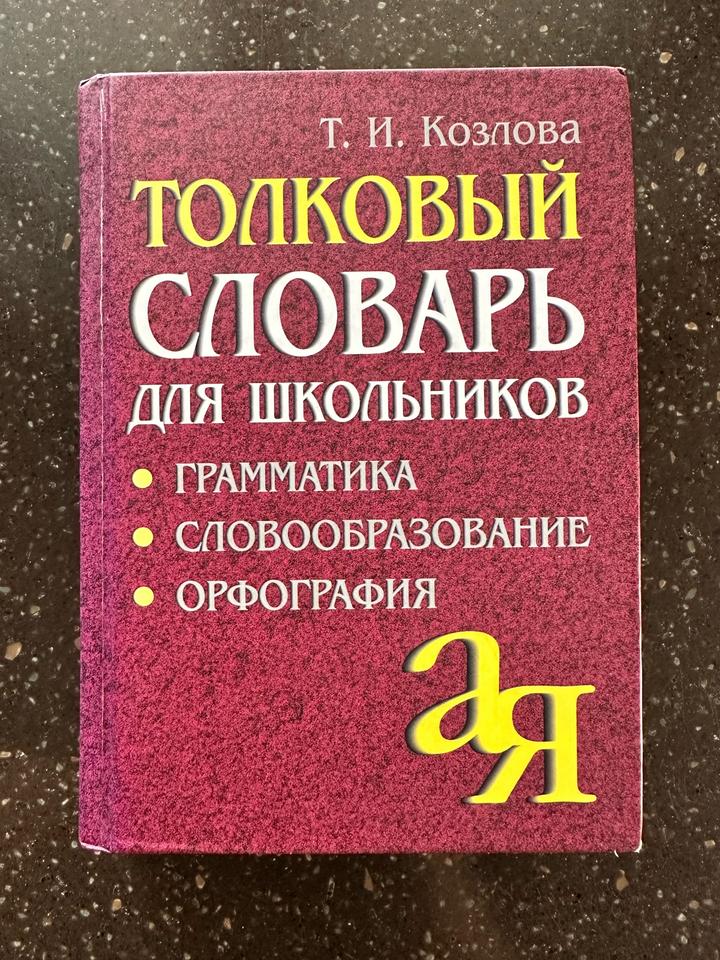 Т. И. Козлова
ТОЛКОВЫЙ
СЛОВАРЬ
ДЛЯ ШКОЛЬНИКОВ
• ГРАММАТИКА
• СЛОВООБРАЗОВАНИЕ
• ОРФОГРАФИЯ
а
Я